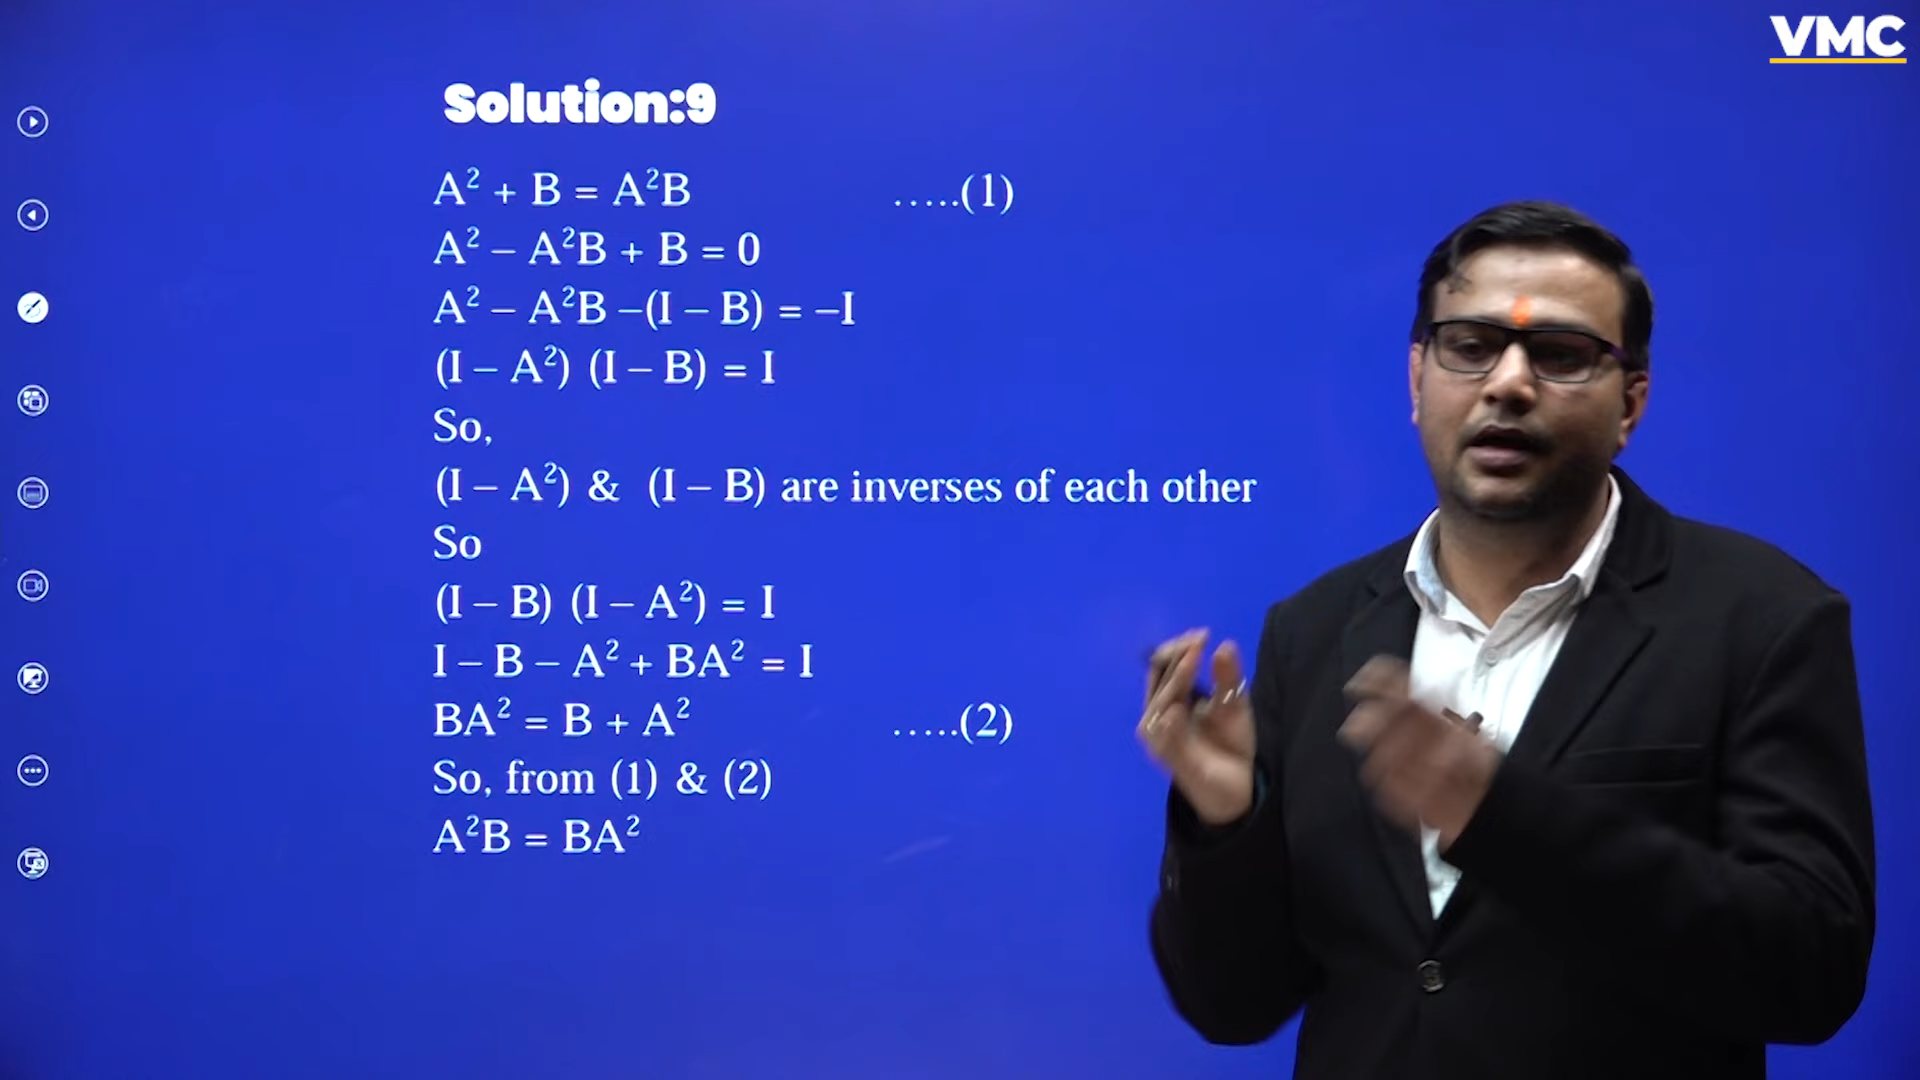 VMC
Solution:9
A² + B = A²B .....(1)
A² – A²B + B = 0
A² – A²B –(I – B) = –I
(I – A²) (I – B) = I
So,
(I – A²) & (I – B) are inverses of each other
So
(I – B) (I – A²) = I
I – B – A² + BA² = I
BA² = B + A² .....(2)
So, from (1) & (2)
A²B = BA²